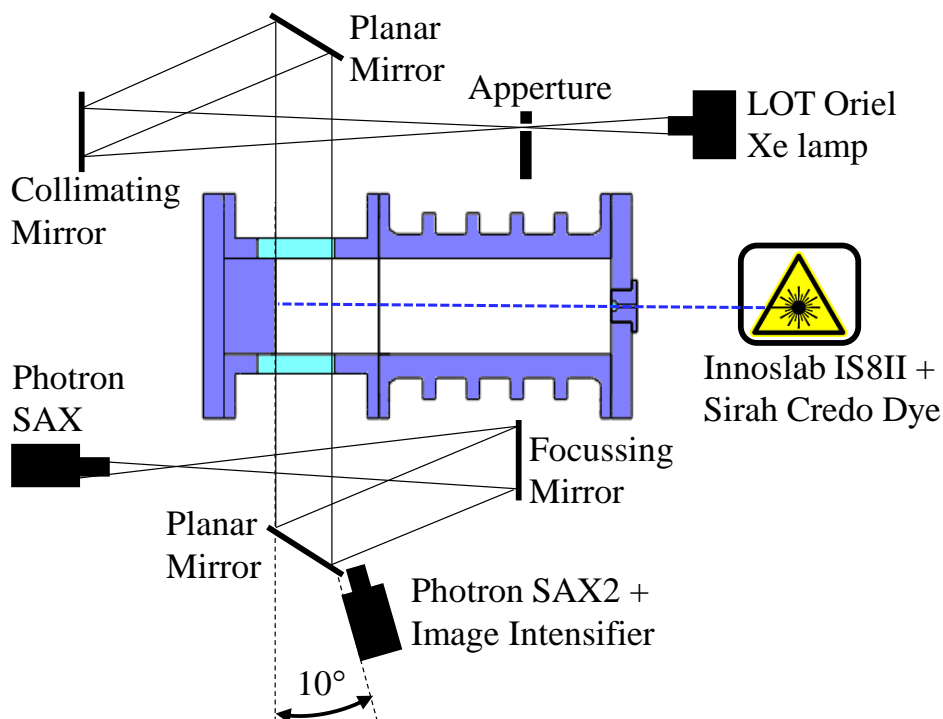 Planar
Mirror
Apperture
LOT Oriel
Xe lamp
Collimating
Mirror
Innoslab IS8II +
Sirah Credo Dye
Photron
SAX
Focussing
Mirror
Planar
Mirror
Photron SAX2 +
Image Intensifier
10°